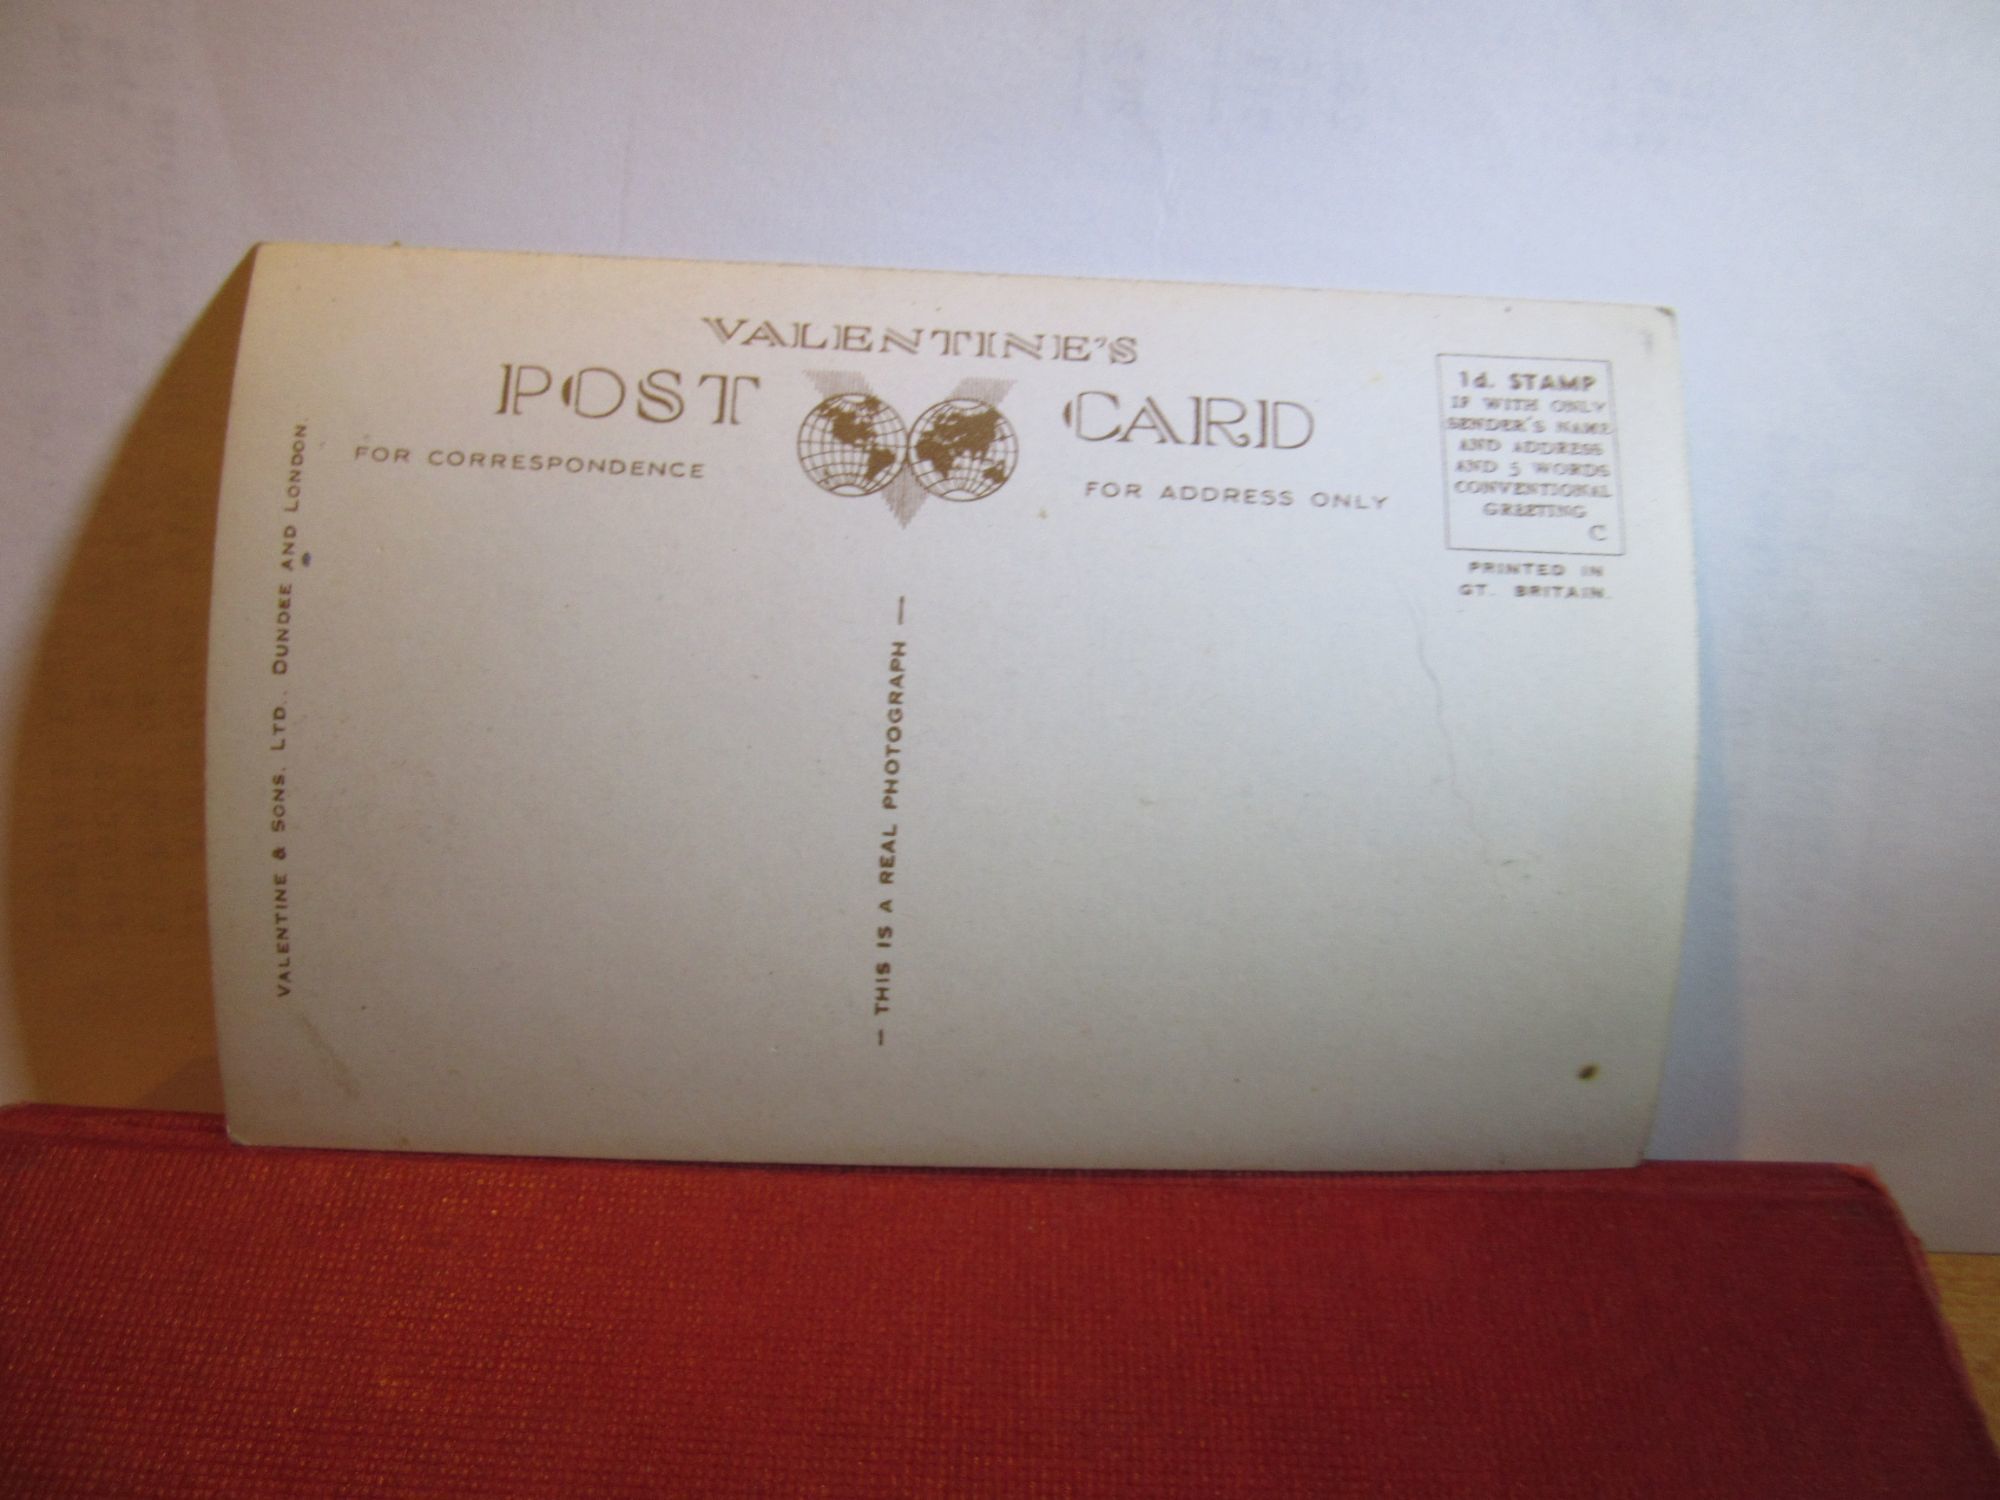 VALENTINE'S
POST CARD
FOR CORRESPONDENCE
FOR ADDRESS ONLY
1d. STAMP
IF WITH ONLY
SENDER'S NAME
AND ADDRESS
AND 5 WORDS
CONVENTIONAL
GREETING
C
PRINTED IN
GT. BRITAIN.
VALENTINE & SONS. LTD., DUNDEE AND LONDON.
— THIS IS A REAL PHOTOGRAPH —